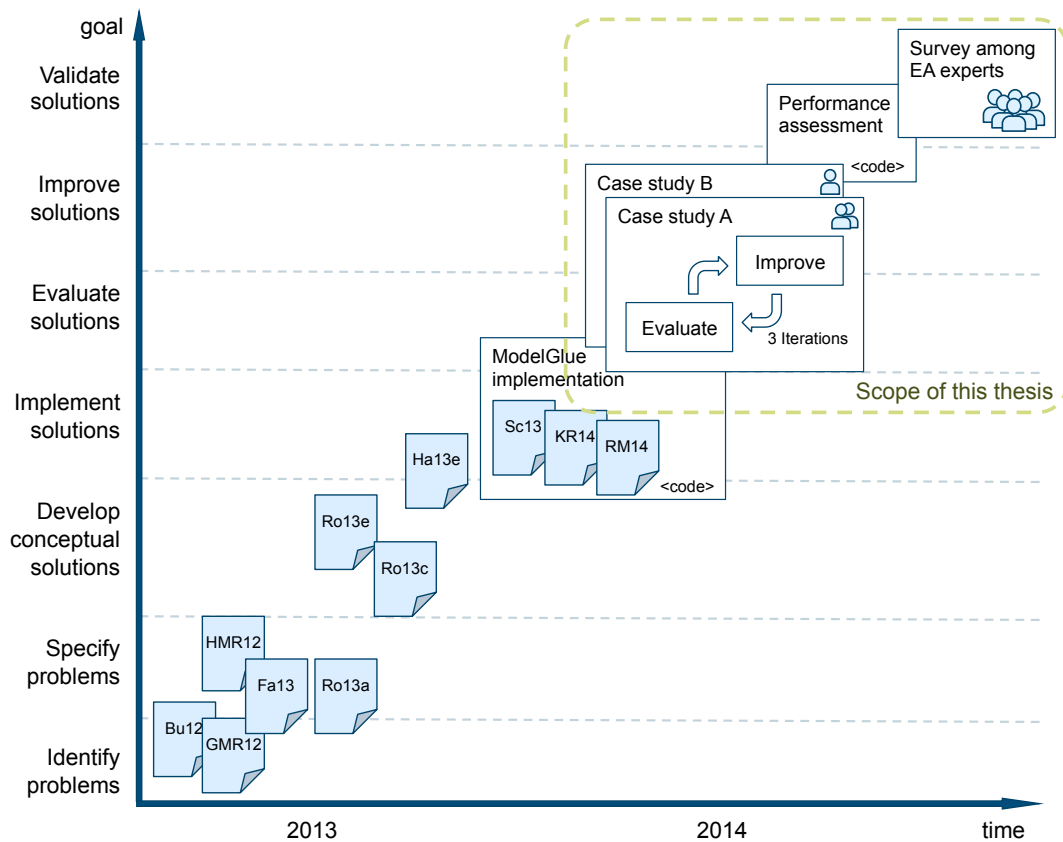 goal
Validate
solutions
Improve
solutions
Evaluate
solutions
Implement
solutions
Develop
conceptual
solutions
Specify
problems
Identify
problems
Survey among
EA experts
Performance
assessment
<code>
Case study B
Case study A
Improve
Evaluate
3 Iterations
ModelGlue
implementation
Scope of this thesis
Sc13
KR14
RM14
<code>
Ha13e
Ro13e
Ro13c
HMR12
Fa13
Ro13a
Bu12
GMR12
2013
2014
time